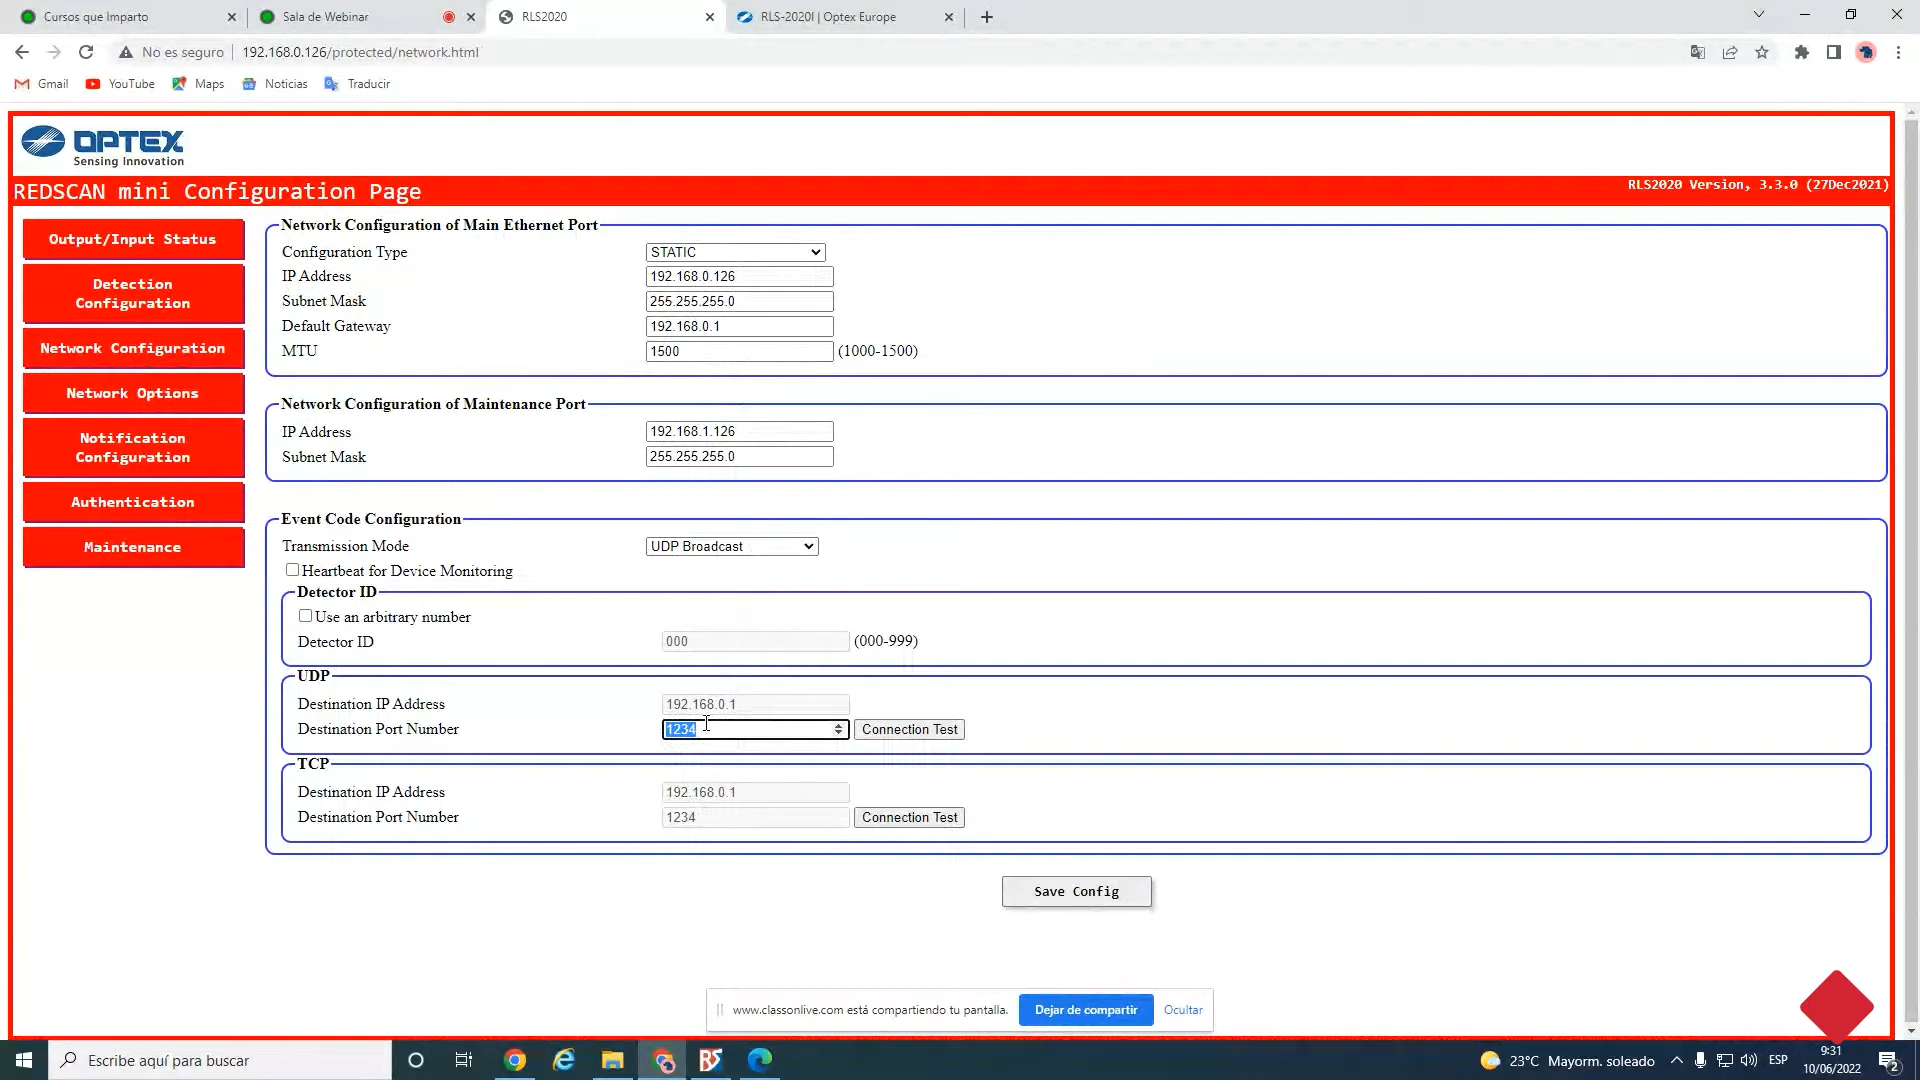 Cursos que Imparto
Sala de Webinar
RLS2020
RLS-2020I | Optex Europe
No es seguro
192.168.0.126/protected/network.html
Gmail
YouTube
Maps
Noticias
Traducir
OPTEX
Sensing Innovation
REDSCAN mini Configuration Page
RLS2020 Version, 3.3.0 (27Dec2021)
Output/Input Status
Detection
Configuration
Network Configuration
Network Options
Notification
Configuration
Authentication
Maintenance
Network Configuration of Main Ethernet Port
Configuration Type STATIC
IP Address 192.168.0.126
Subnet Mask 255.255.255.0
Default Gateway 192.168.0.1
MTU 1500 (1000-1500)
Network Configuration of Maintenance Port
IP Address 192.168.1.126
Subnet Mask 255.255.255.0
Event Code Configuration
Transmission Mode UDP Broadcast
Heartbeat for Device Monitoring
Detector ID
Use an arbitrary number
Detector ID 000 (000-999)
UDP
Destination IP Address 192.168.0.1
Destination Port Number 1234 Connection Test
TCP
Destination IP Address 192.168.0.1
Destination Port Number 1234 Connection Test
Save Config
www.classonlive.com está compartiendo tu pantalla. Dejar de compartir Ocultar
Escribe aquí para buscar
23°C Mayorm. soleado
ESP
9:31
10/06/2022
2